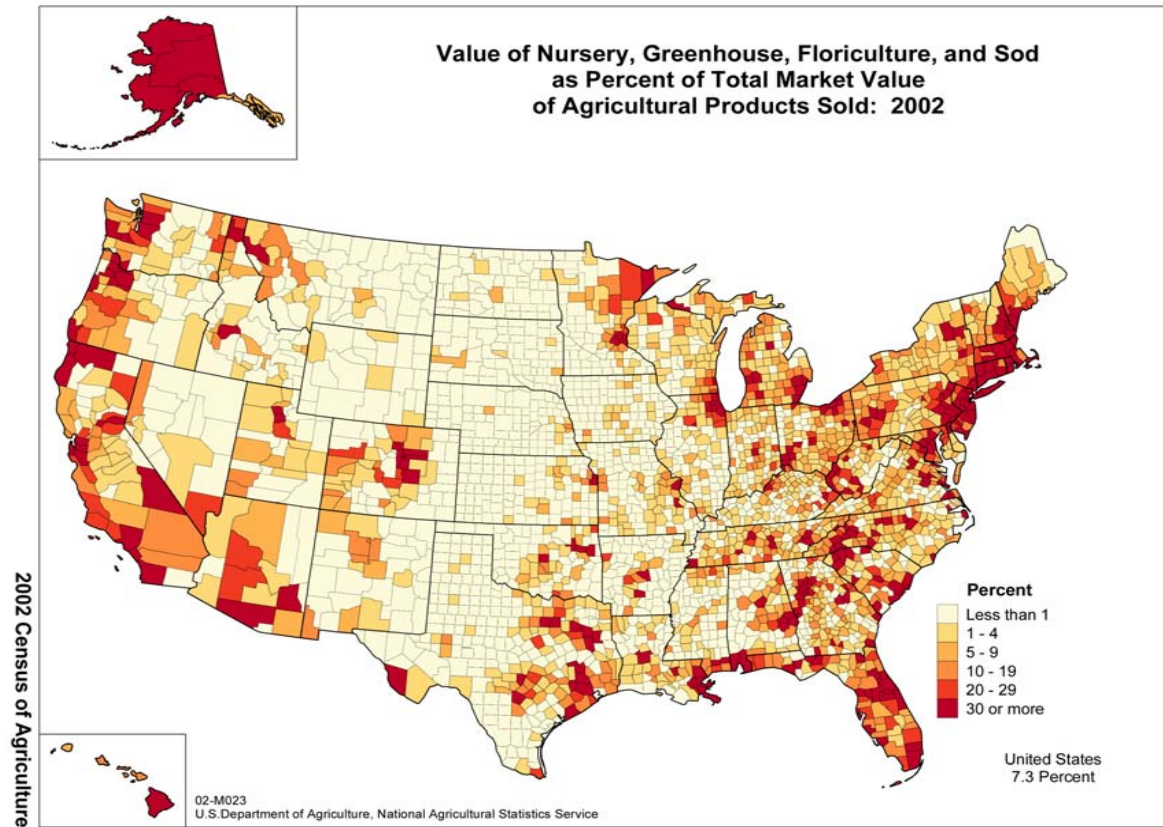 Value of Nursery, Greenhouse, Floriculture, and Sod
as Percent of Total Market Value
of Agricultural Products Sold: 2002
2002 Census of Agriculture
Percent
Less than 1
1 - 4
5 - 9
10 - 19
20 - 29
30 or more
United States
7.3 Percent
02-M023
U.S.Department of Agriculture, National Agricultural Statistics Service